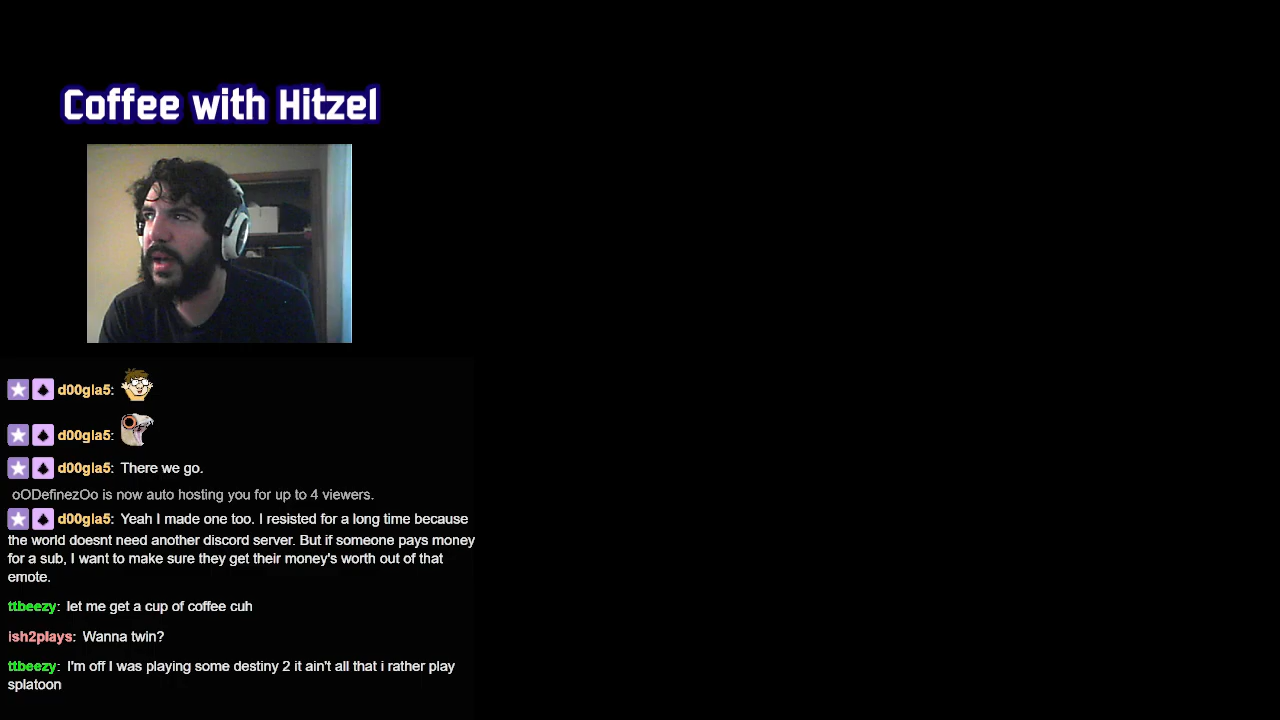 Coffee with Hitzel
d00gla5:
d00gla5:
d00gla5: There we go.
oODefinezOo is now auto hosting you for up to 4 viewers.
d00gla5: Yeah I made one too. I resisted for a long time because
the world doesnt need another discord server. But if someone pays money
for a sub, I want to make sure they get their money's worth out of that
emote.
ttbeezy: let me get a cup of coffee cuh
ish2plays: Wanna twin?
ttbeezy: I'm off I was playing some destiny 2 it ain't all that i rather play
splatoon